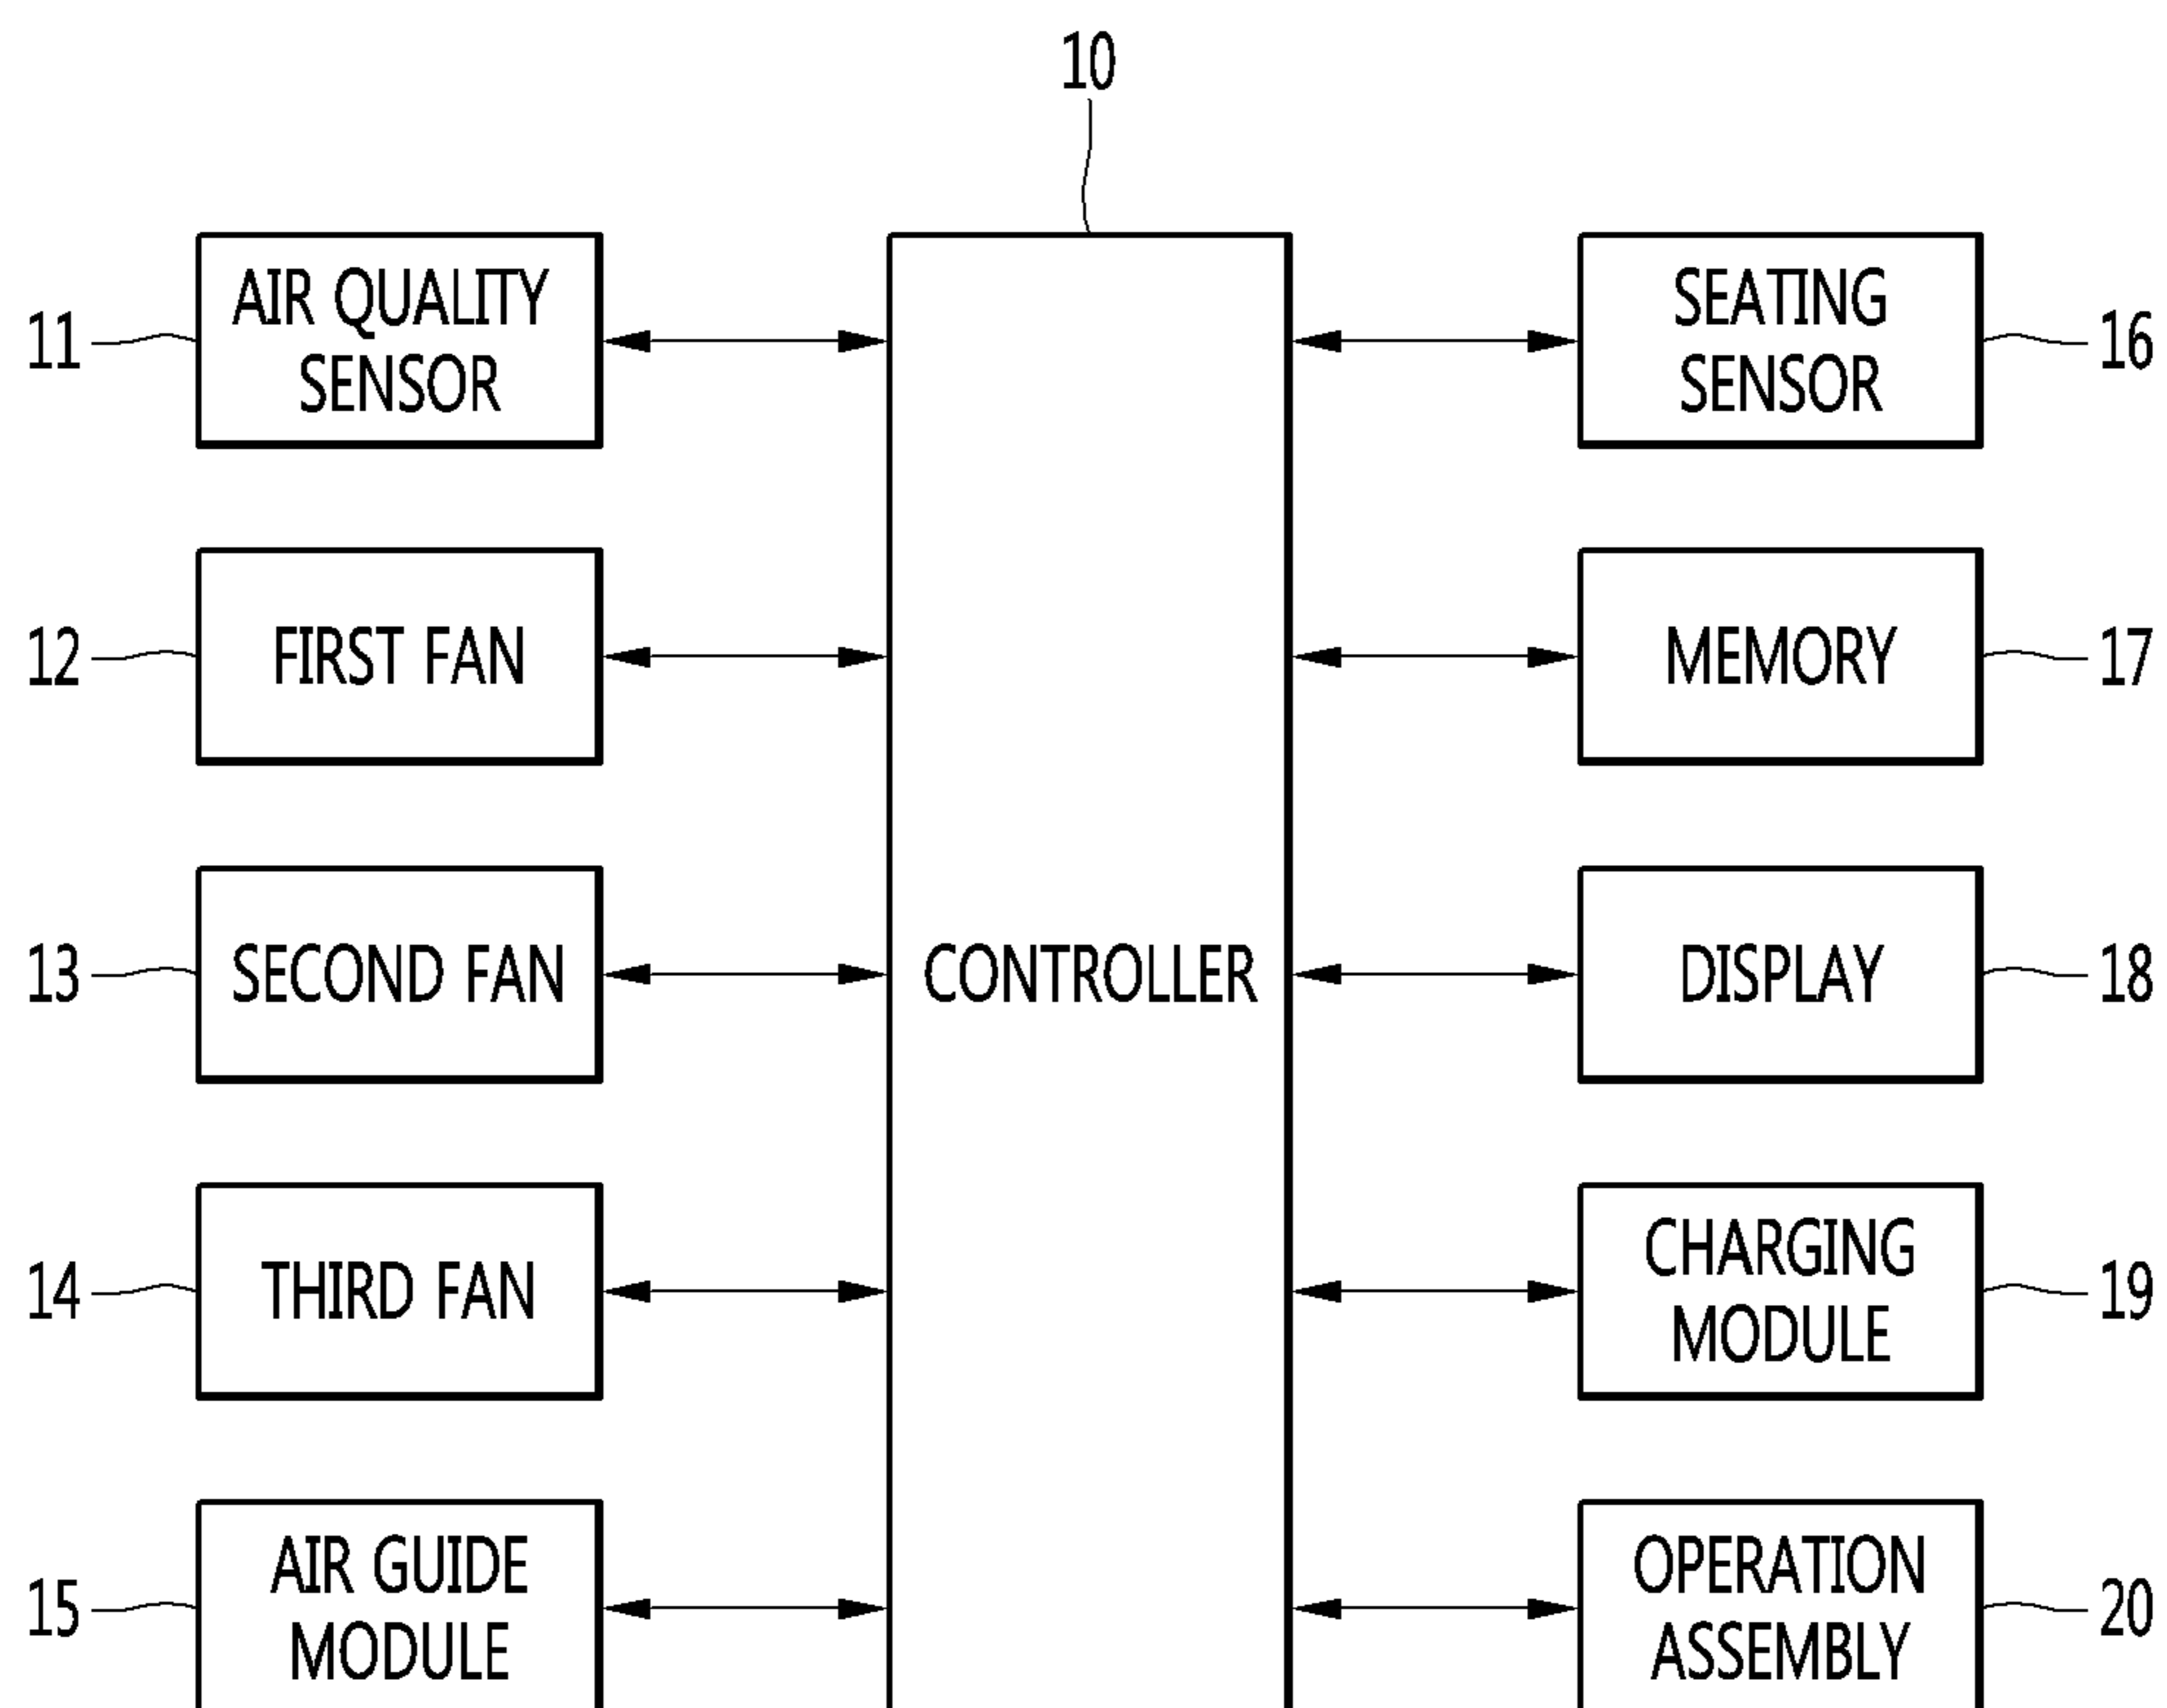 10
AIR QUALITY
SENSOR
11
SEATING
SENSOR
16
12
FIRST FAN
MEMORY
17
13
SECOND FAN
CONTROLLER
DISPLAY
18
14
THIRD FAN
CHARGING
MODULE
19
15
AIR GUIDE
MODULE
OPERATION
ASSEMBLY
20